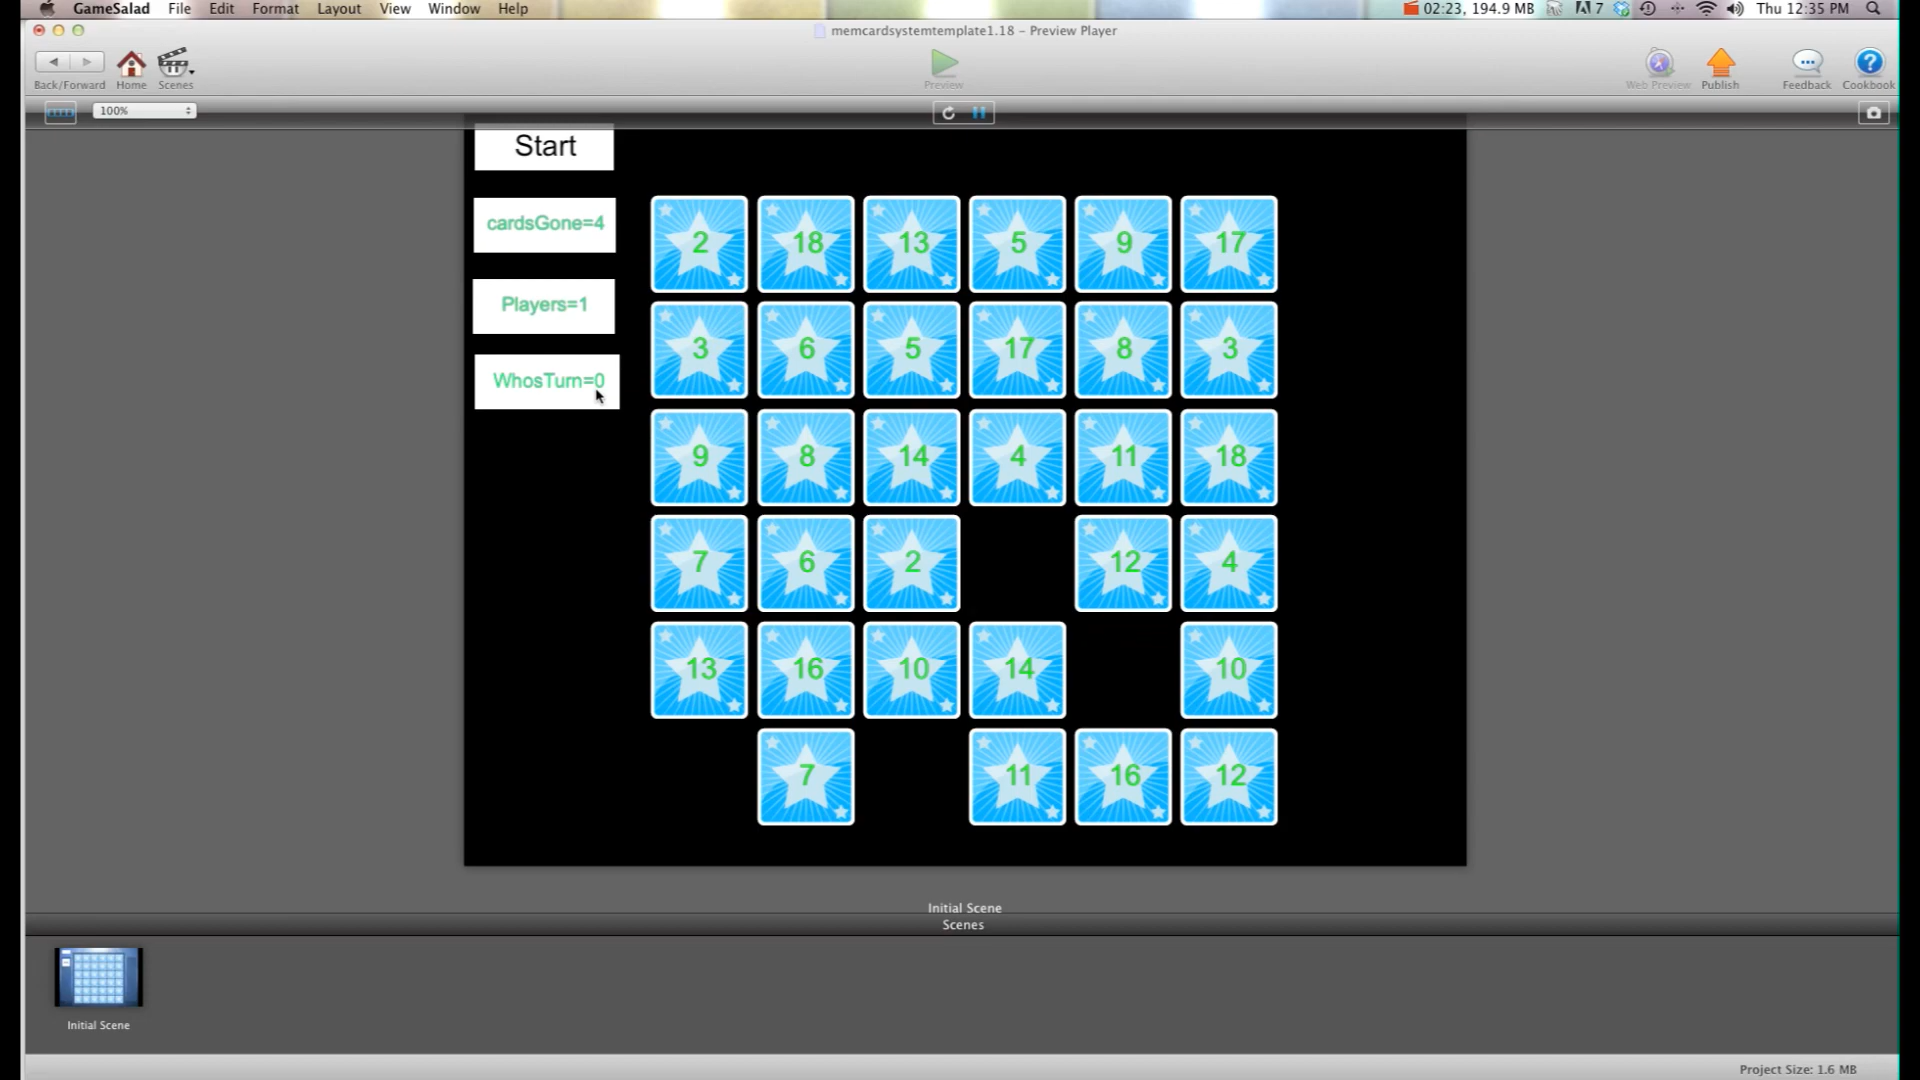 GameSalad File Edit Format Layout View Window Help 02:23, 194.9 MB 7 Thu 12:35 PM
memcardsystemtemplate1.18 – Preview Player
Back/Forward Home Scenes Preview Web Preview Publish Feedback Cookbook
100%
Start
cardsGone=4
Players=1
WhosTurn=0
2 18 13 5 9 17
3 6 5 17 8 3
9 8 14 4 11 18
7 6 2 12 4
13 16 10 14 10
7 11 16 12
Initial Scene
Scenes
Initial Scene
Project Size: 1.6 MB